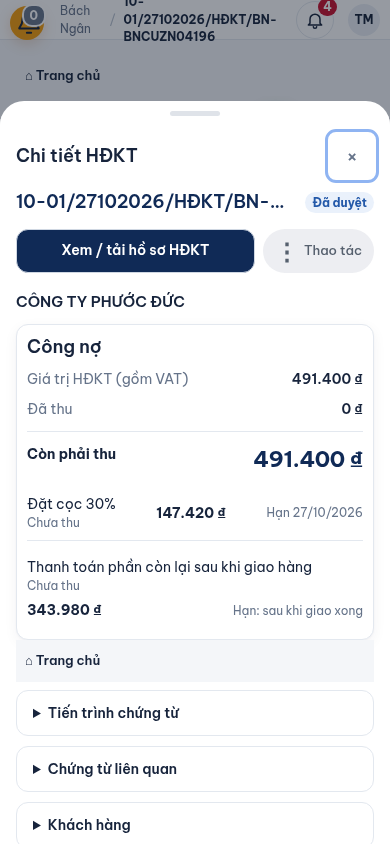 0
Bách
Ngân
/
10-
01/27102026/HĐKT/BN-
BNCUZN04196
4
TM
⌂ Trang chủ
Chi tiết HĐKT
×
10-01/27102026/HĐKT/BN-...
Đã duyệt
Xem / tải hồ sơ HĐKT
⋮ Thao tác
CÔNG TY PHƯỚC ĐỨC
Công nợ
Giá trị HĐKT (gồm VAT) 491.400 ₫
Đã thu 0 ₫
Còn phải thu 491.400 ₫
Đặt cọc 30%
Chưa thu
147.420 ₫
Hạn 27/10/2026
Thanh toán phần còn lại sau khi giao hàng
Chưa thu
343.980 ₫ Hạn: sau khi giao xong
⌂ Trang chủ
▶ Tiến trình chứng từ
▶ Chứng từ liên quan
▶ Khách hàng